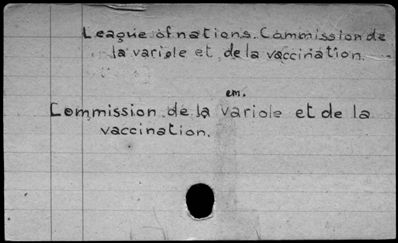 League of nations. Commission de
la variole et de la vaccination.
em.
Commission de la variole et de la
vaccination.